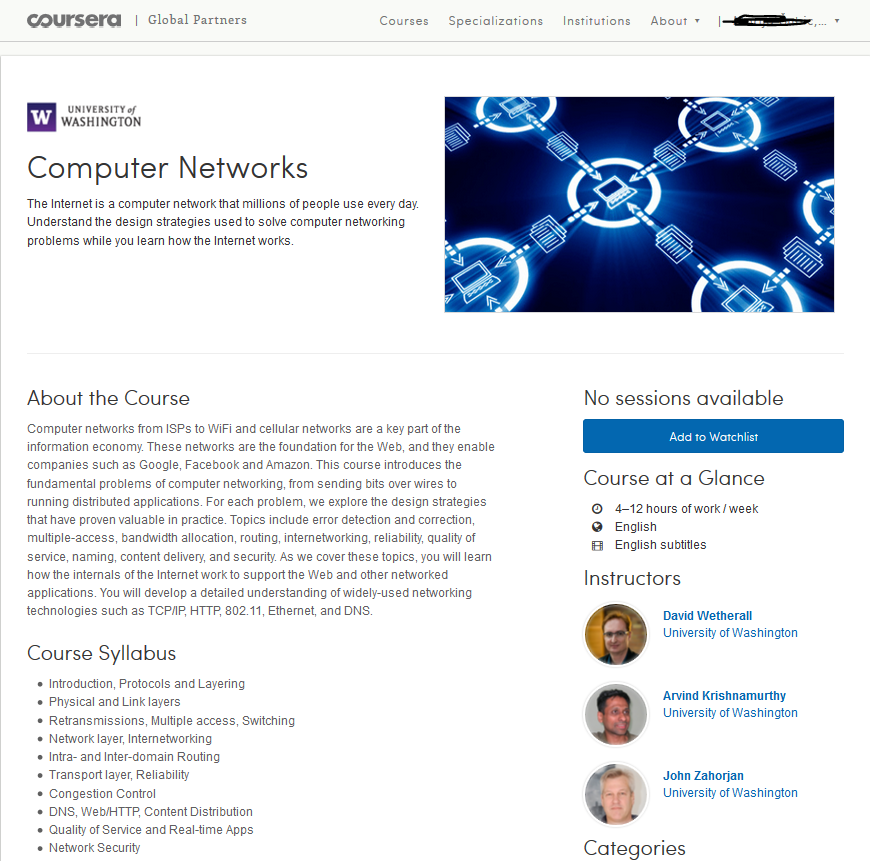 coursera | Global Partners
Courses Specializations Institutions About
W UNIVERSITY of
WASHINGTON
Computer Networks
The Internet is a computer network that millions of people use every day.
Understand the design strategies used to solve computer networking
problems while you learn how the Internet works.
About the Course
Computer networks from ISPs to WiFi and cellular networks are a key part of the
information economy. These networks are the foundation for the Web, and they enable
companies such as Google, Facebook and Amazon. This course introduces the
fundamental problems of computer networking, from sending bits over wires to
running distributed applications. For each problem, we explore the design strategies
that have proven valuable in practice. Topics include error detection and correction,
multiple-access, bandwidth allocation, routing, internetworking, reliability, quality of
service, naming, content delivery, and security. As we cover these topics, you will learn
how the internals of the Internet work to support the Web and other networked
applications. You will develop a detailed understanding of widely-used networking
technologies such as TCP/IP, HTTP, 802.11, Ethernet, and DNS.
Course Syllabus
Introduction, Protocols and Layering
Physical and Link layers
Retransmissions, Multiple access, Switching
Network layer, Internetworking
Intra- and Inter-domain Routing
Transport layer, Reliability
Congestion Control
DNS, Web/HTTP, Content Distribution
Quality of Service and Real-time Apps
Network Security
No sessions available
Add to Watchlist
Course at a Glance
4–12 hours of work / week
English
English subtitles
Instructors
David Wetherall
University of Washington
Arvind Krishnamurthy
University of Washington
John Zahorjan
University of Washington
Categories